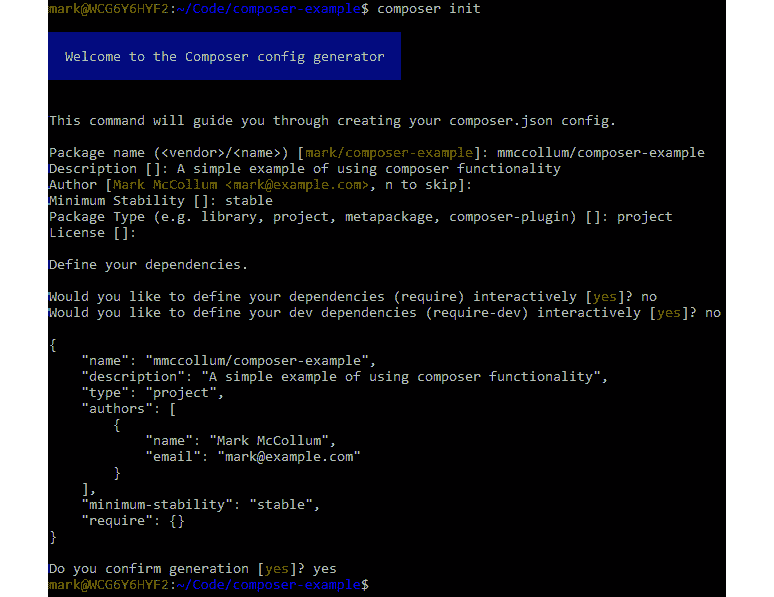 mark@WCG6Y6HYF2:~/Code/composer-example$ composer init
Welcome to the Composer config generator
This command will guide you through creating your composer.json config.
Package name (<vendor>/<name>) [mark/composer-example]: mmccollum/composer-example
Description []: A simple example of using composer functionality
Author [Mark McCollum <mark@example.com>, n to skip]:
Minimum Stability []: stable
Package Type (e.g. library, project, metapackage, composer-plugin) []: project
License []:
Define your dependencies.
Would you like to define your dependencies (require) interactively [yes]? no
Would you like to define your dev dependencies (require-dev) interactively [yes]? no
{
    "name": "mmccollum/composer-example",
    "description": "A simple example of using composer functionality",
    "type": "project",
    "authors": [
        {
            "name": "Mark McCollum",
            "email": "mark@example.com"
        }
    ],
    "minimum-stability": "stable",
    "require": {}
}
Do you confirm generation [yes]? yes
mark@WCG6Y6HYF2:~/Code/composer-example$